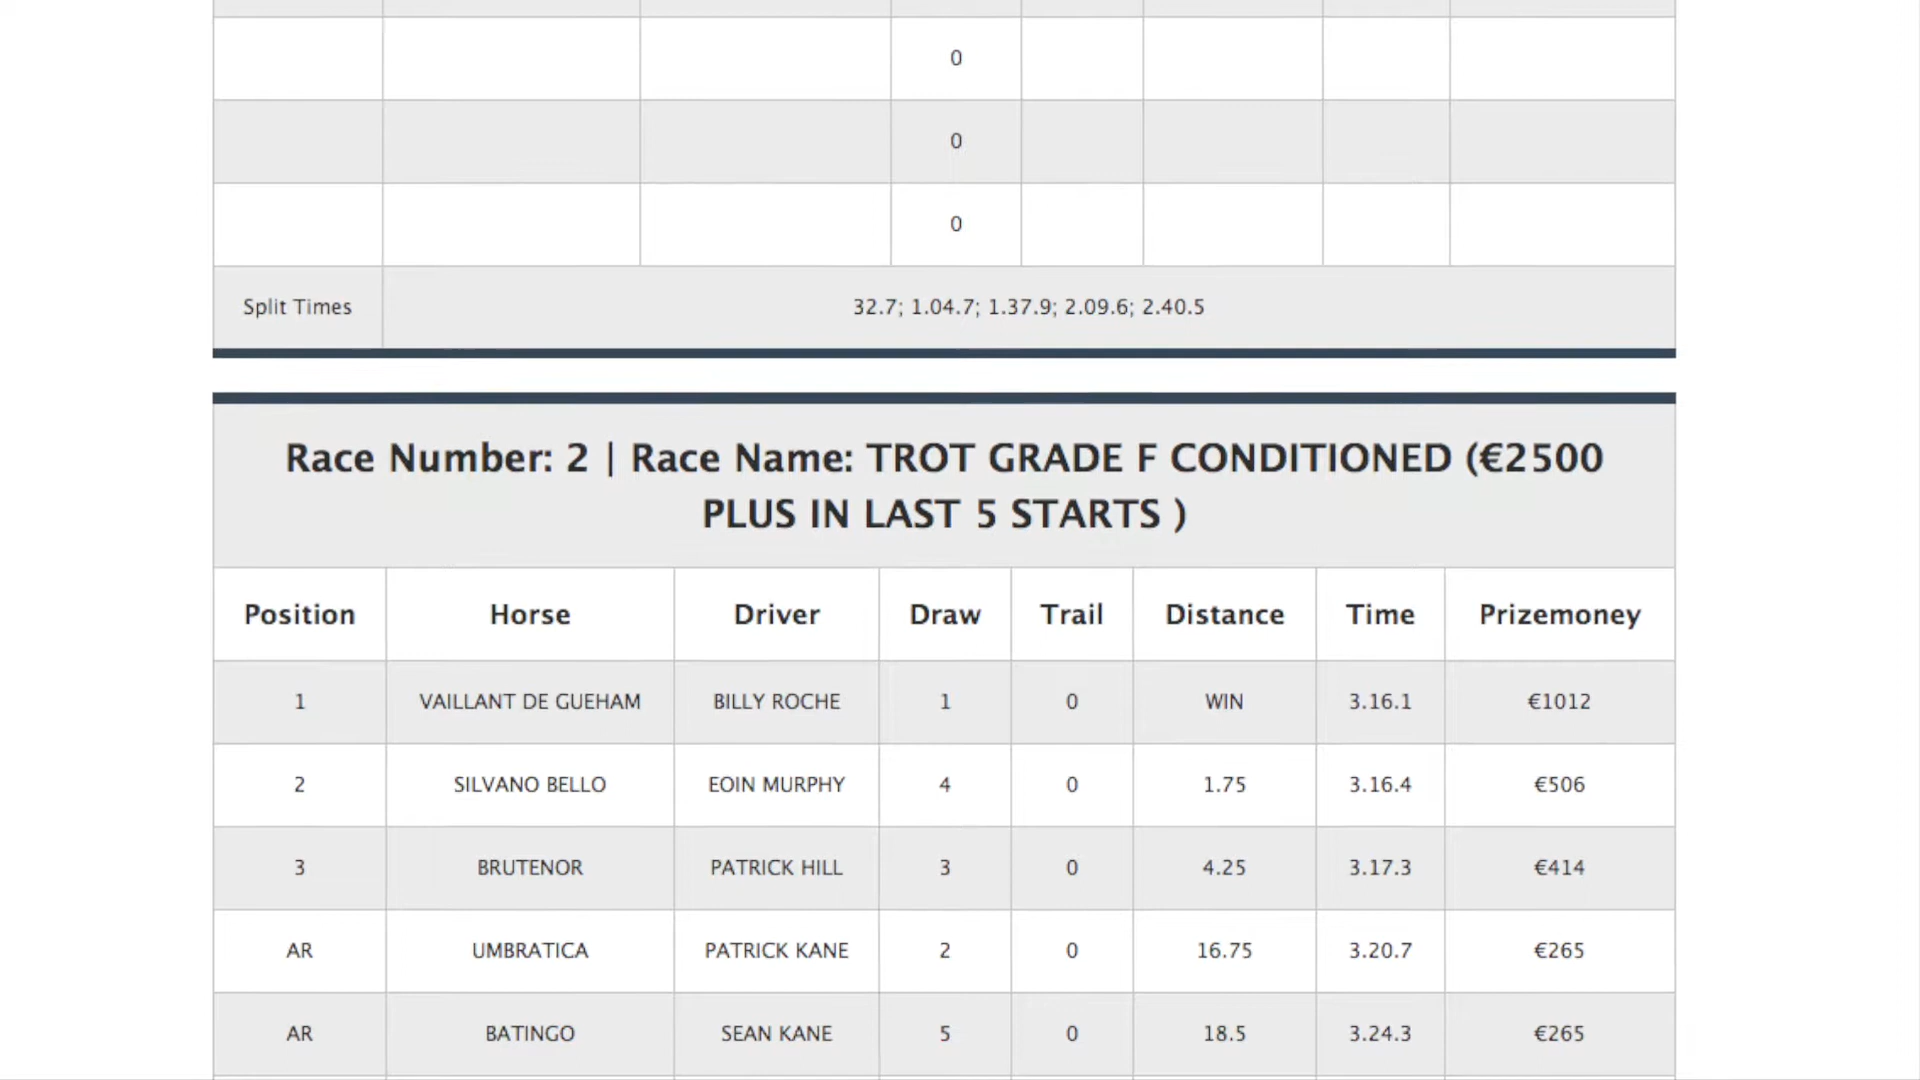 0
0
0
Split Times 32.7; 1.04.7; 1.37.9; 2.09.6; 2.40.5
Race Number: 2 | Race Name: TROT GRADE F CONDITIONED (€2500
PLUS IN LAST 5 STARTS )
Position Horse Driver Draw Trail Distance Time Prizemoney
1 VAILLANT DE GUEHAM BILLY ROCHE 1 0 WIN 3.16.1 €1012
2 SILVANO BELLO EOIN MURPHY 4 0 1.75 3.16.4 €506
3 BRUTENOR PATRICK HILL 3 0 4.25 3.17.3 €414
AR UMBRATICA PATRICK KANE 2 0 16.75 3.20.7 €265
AR BATINGO SEAN KANE 5 0 18.5 3.24.3 €265